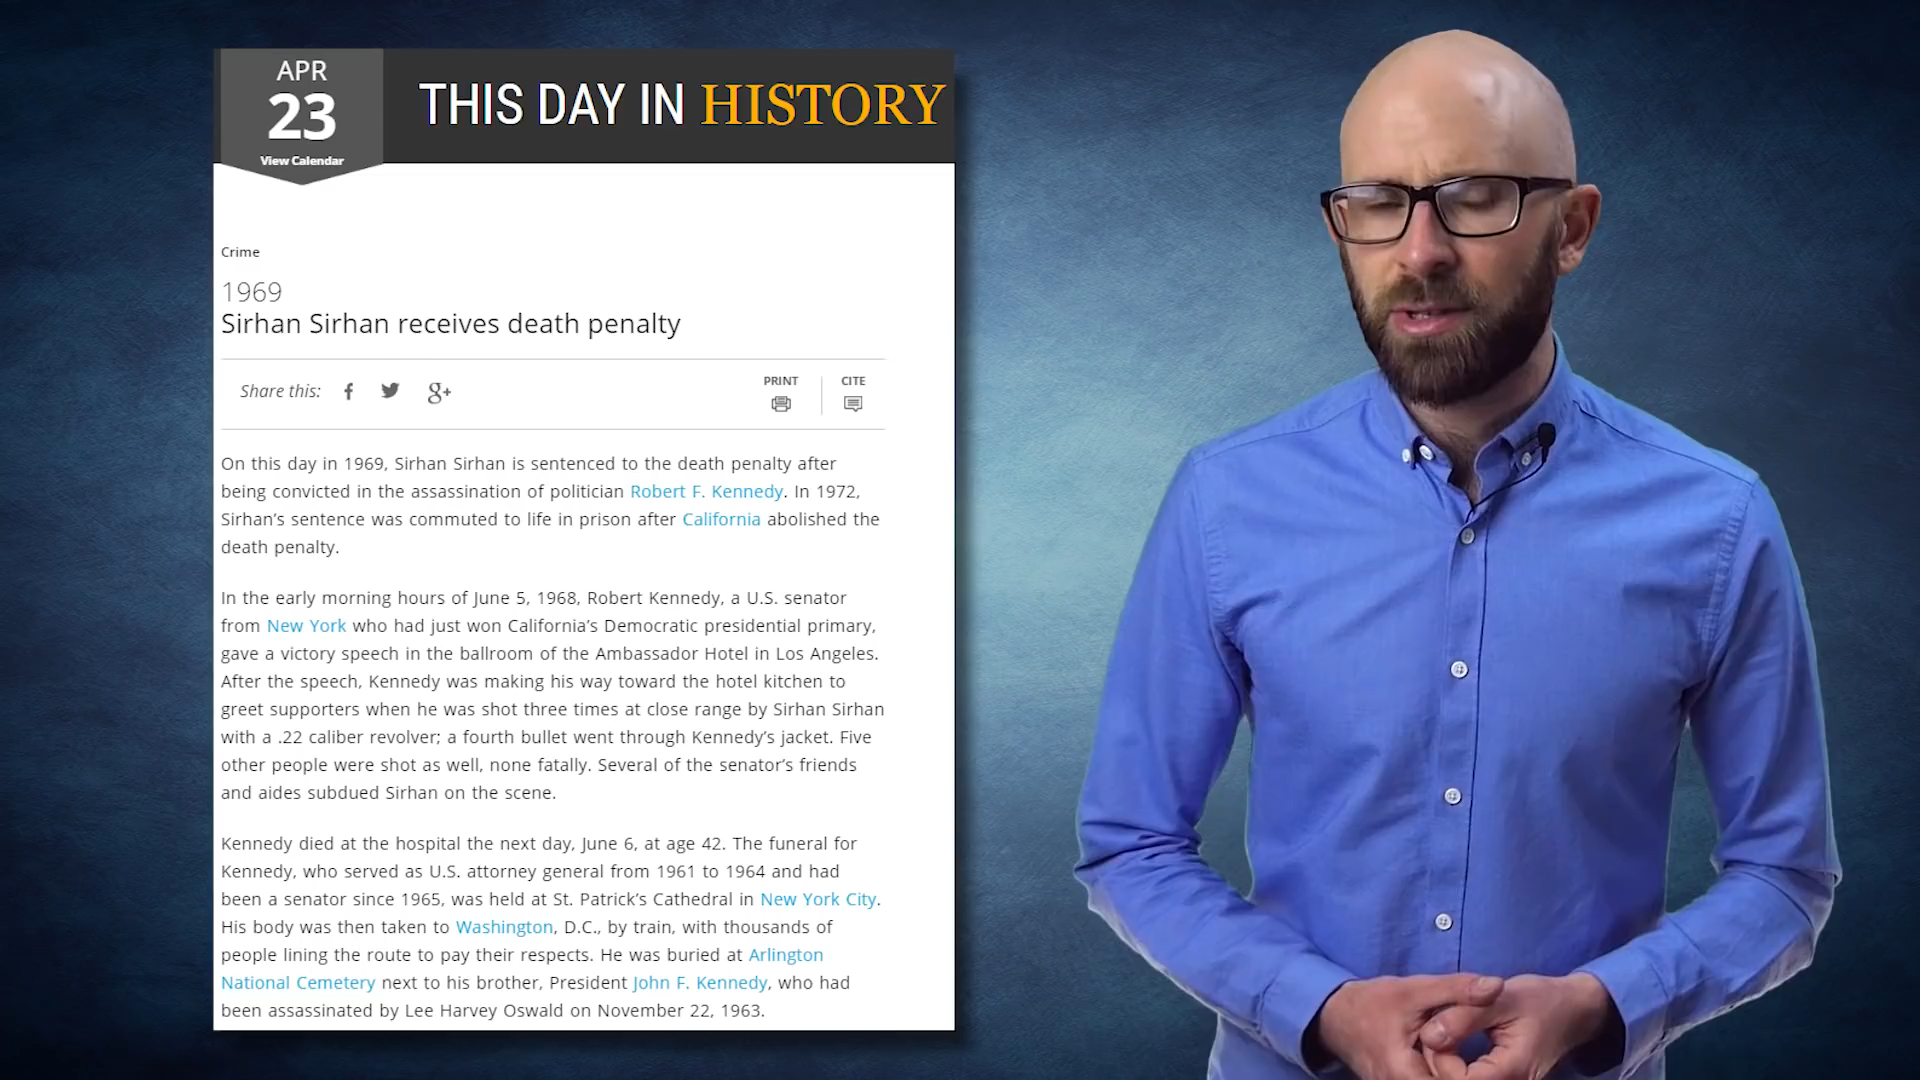 APR
23
View Calendar
THIS DAY IN HISTORY
Crime
1969
Sirhan Sirhan receives death penalty
Share this:
g+
PRINT
CITE
On this day in 1969, Sirhan Sirhan is sentenced to the death penalty after
being convicted in the assassination of politician Robert F. Kennedy. In 1972,
Sirhan’s sentence was commuted to life in prison after California abolished the
death penalty.
In the early morning hours of June 5, 1968, Robert Kennedy, a U.S. senator
from New York who had just won California’s Democratic presidential primary,
gave a victory speech in the ballroom of the Ambassador Hotel in Los Angeles.
After the speech, Kennedy was making his way toward the hotel kitchen to
greet supporters when he was shot three times at close range by Sirhan Sirhan
with a .22 caliber revolver; a fourth bullet went through Kennedy’s jacket. Five
other people were shot as well, none fatally. Several of the senator’s friends
and aides subdued Sirhan on the scene.
Kennedy died at the hospital the next day, June 6, at age 42. The funeral for
Kennedy, who served as U.S. attorney general from 1961 to 1964 and had
been a senator since 1965, was held at St. Patrick’s Cathedral in New York City.
His body was then taken to Washington, D.C., by train, with thousands of
people lining the route to pay their respects. He was buried at Arlington
National Cemetery next to his brother, President John F. Kennedy, who had
been assassinated by Lee Harvey Oswald on November 22, 1963.